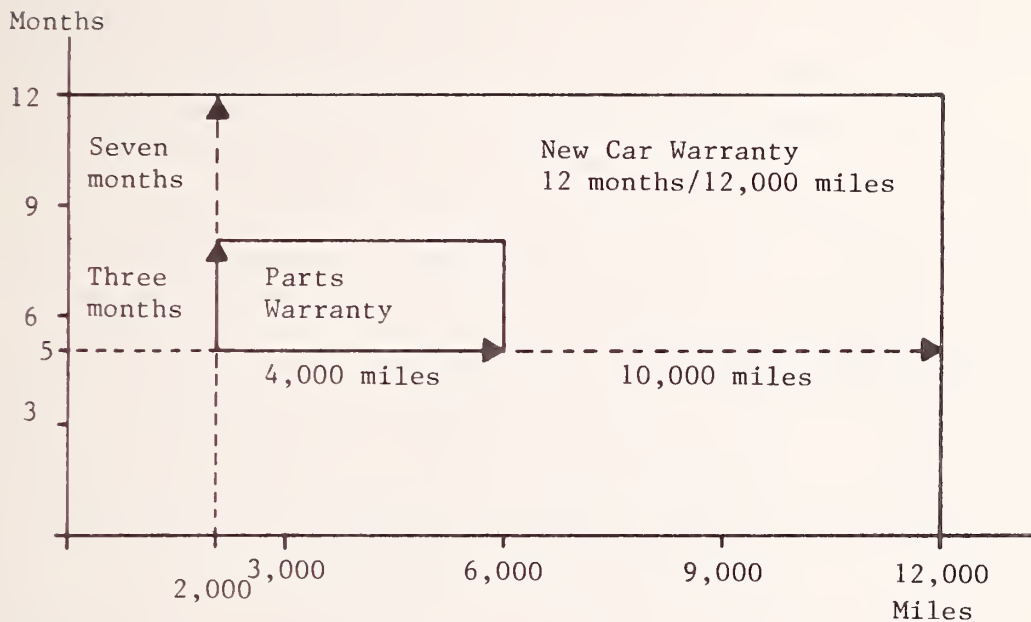 Months
12
Seven
months
New Car Warranty
12 months/12,000 miles
9
Three
months
Parts
Warranty
6
5
4,000 miles
10,000 miles
3
2,000
3,000
6,000
9,000
12,000
Miles